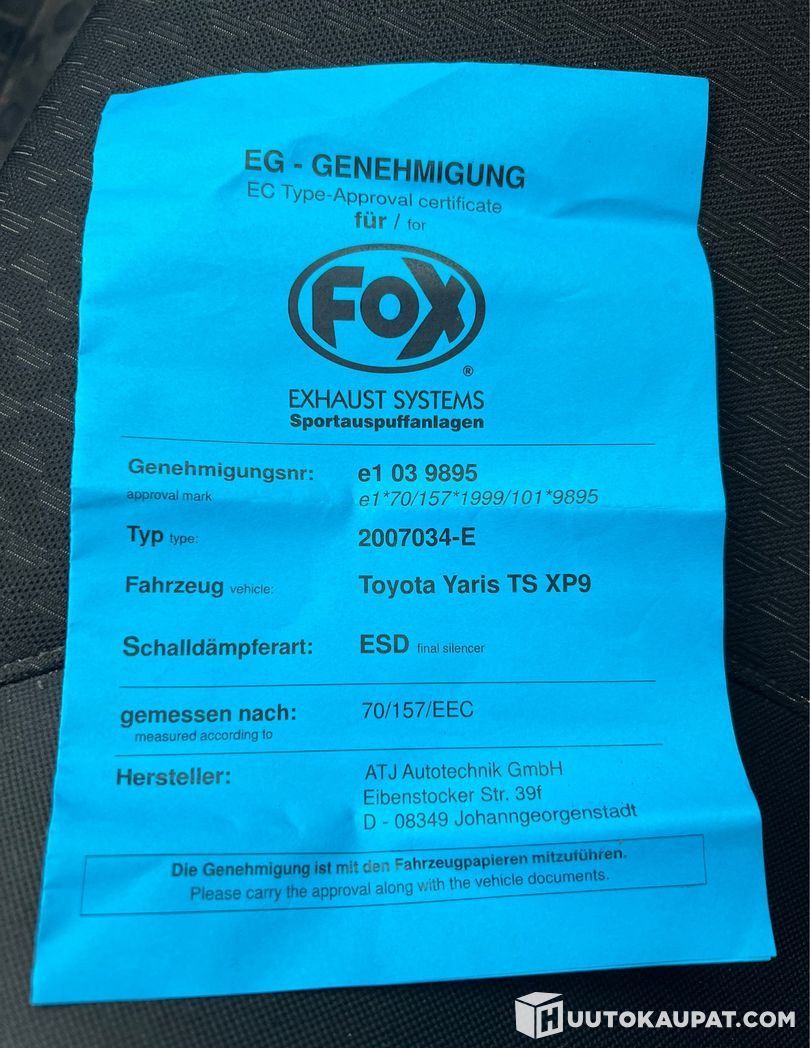 EG - GENEHMIGUNG
EC Type-Approval certificate
für / for
FOX
®
EXHAUST SYSTEMS
Sportauspuffanlagen
Genehmigungsnr: e1 03 9895
approval mark e1*70/157*1999/101*9895
Typ type: 2007034-E
Fahrzeug vehicle: Toyota Yaris TS XP9
Schalldämpferart: ESD final silencer
gemessen nach: 70/157/EEC
measured according to
Hersteller: ATJ Autotechnik GmbH
Eibenstocker Str. 39f
D - 08349 Johanngeorgenstadt
Die Genehmigung ist mit den Fahrzeugpapieren mitzuführen.
Please carry the approval along with the vehicle documents.
HUUTOKAUPAT.COM